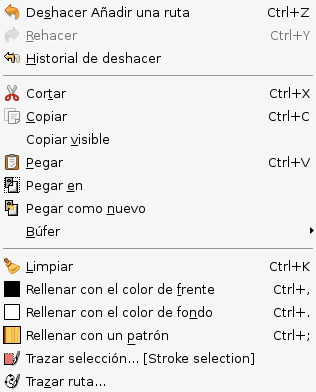 Deshacer Añadir una ruta Ctrl+Z
Rehacer Ctrl+Y
Historial de deshacer
Cortar Ctrl+X
Copiar Ctrl+C
Copiar visible
Pegar Ctrl+V
Pegar en
Pegar como nuevo
Búfer
Limpiar Ctrl+K
Rellenar con el color de frente Ctrl+,
Rellenar con el color de fondo Ctrl+.
Rellenar con un patrón Ctrl+;
Trazar selección... [Stroke selection]
Trazar ruta...